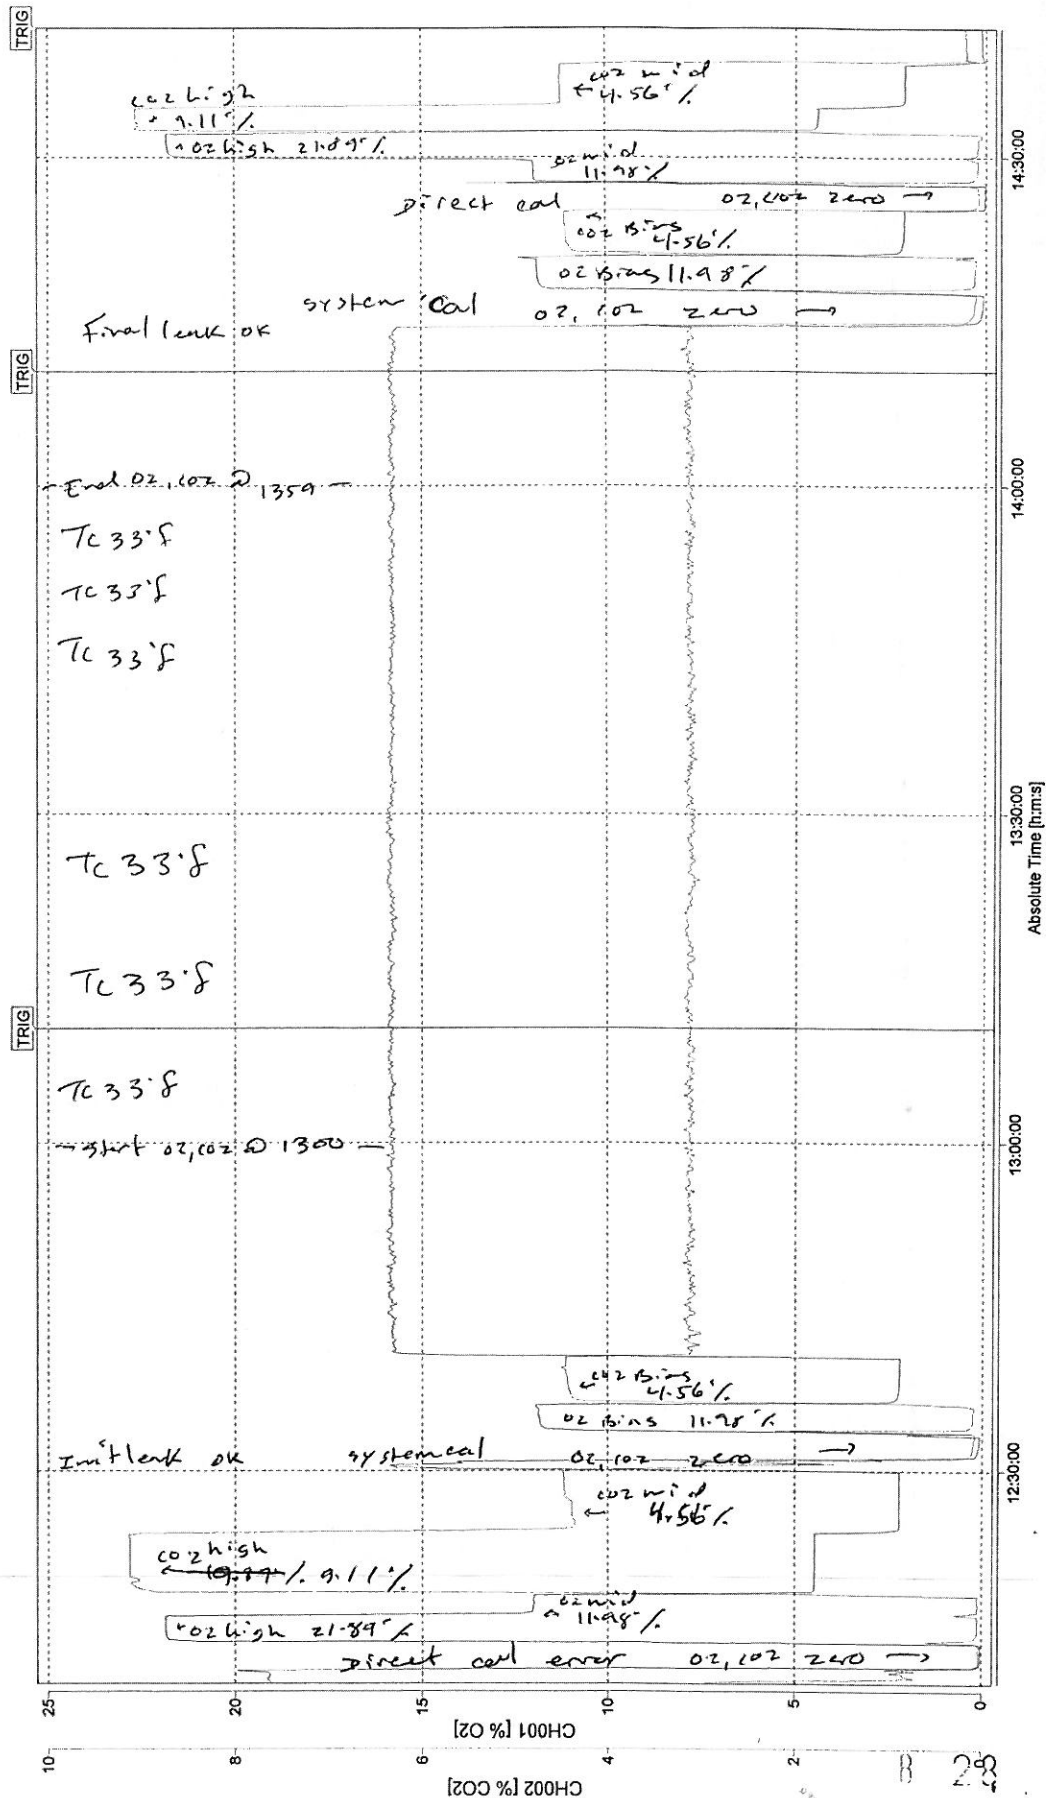 TRIG
co2 high
9.11%
co2 mid
4.56%
o2 high 21.89%
o2 mid
11.98%
Direct cal
o2, co2 zero
co2 Bias
4.56%
o2 Bias 11.98%
system cal
o2, co2 zero
Final leak ok
TRIG
End o2, co2 @ 1359
Tc 33°f
Tc 33°f
Tc 33°f
Tc 33°f
Tc 33°f
TRIG
Tc 33°f
Start o2, co2 @ 1300
co2 Bias
4.56%
o2 Bias 11.98%
Init leak ok
system cal
o2, co2 zero
co2 mid
4.56%
co2 high
9.11%
o2 mid
11.98%
o2 high 21.89%
Direct cal error
o2, co2 zero
14:30:00
14:00:00
13:30:00
13:00:00
12:30:00
Absolute Time [h:m:s]
25
20
15
10
5
0
CH001 [% O2]
10
8
6
4
2
CH002 [% CO2]